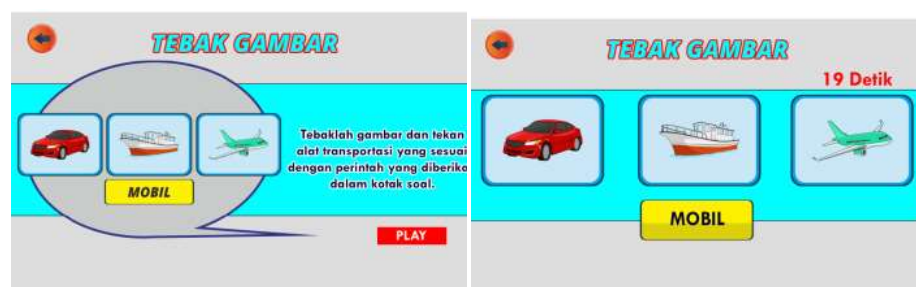 TEBAK GAMBAR
MOBIL
Tebaklah gambar dan tekan
alat transportasi yang sesuai
dengan perintah yang diberika
dalam kotak soal.
PLAY
TEBAK GAMBAR
19 Detik
MOBIL